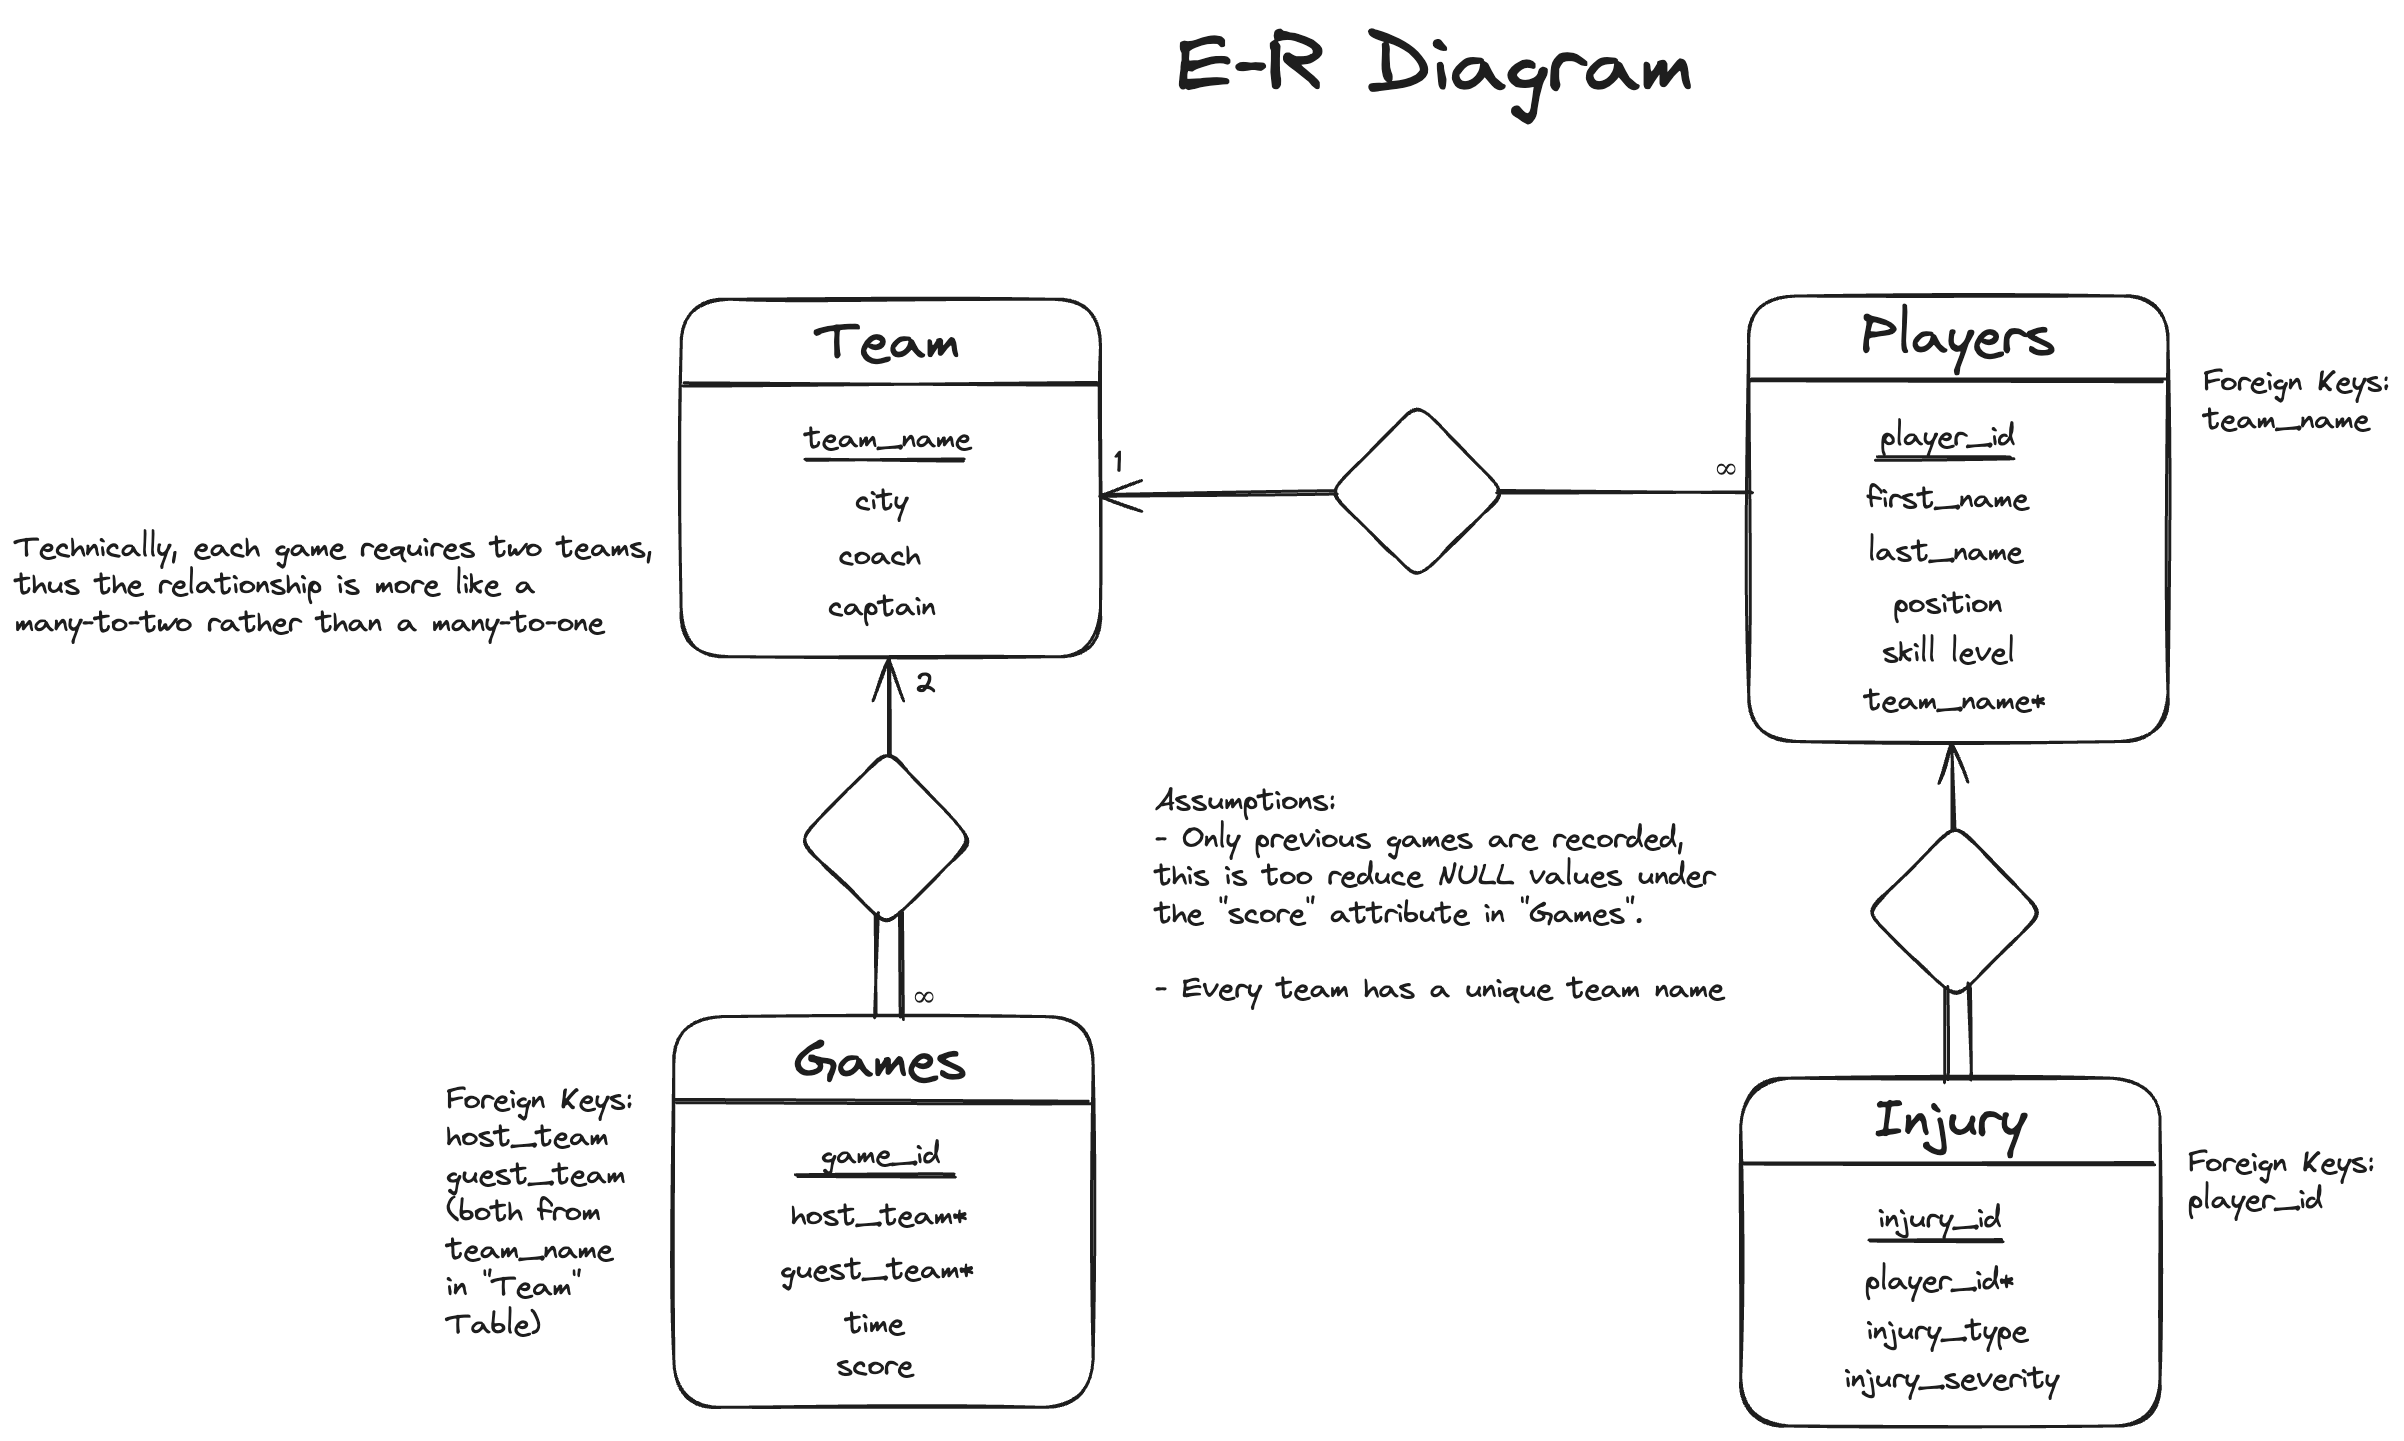 E-R Diagram
Team
team_name
city
coach
captain
1
∞
Players
player_id
first_name
last_name
position
skill level
team_name*
Foreign Keys:
team_name
Technically, each game requires two teams,
thus the relationship is more like a
many-to-two rather than a many-to-one
2
∞
Assumptions:
- Only previous games are recorded,
this is too reduce NULL values under
the "score" attribute in "Games".
- Every team has a unique team name
Games
game_id
host_team*
guest_team*
time
score
Foreign Keys:
host_team
guest_team
(both from
team_name
in "Team"
Table)
Injury
injury_id
player_id*
injury_type
injury_severity
Foreign Keys:
player_id